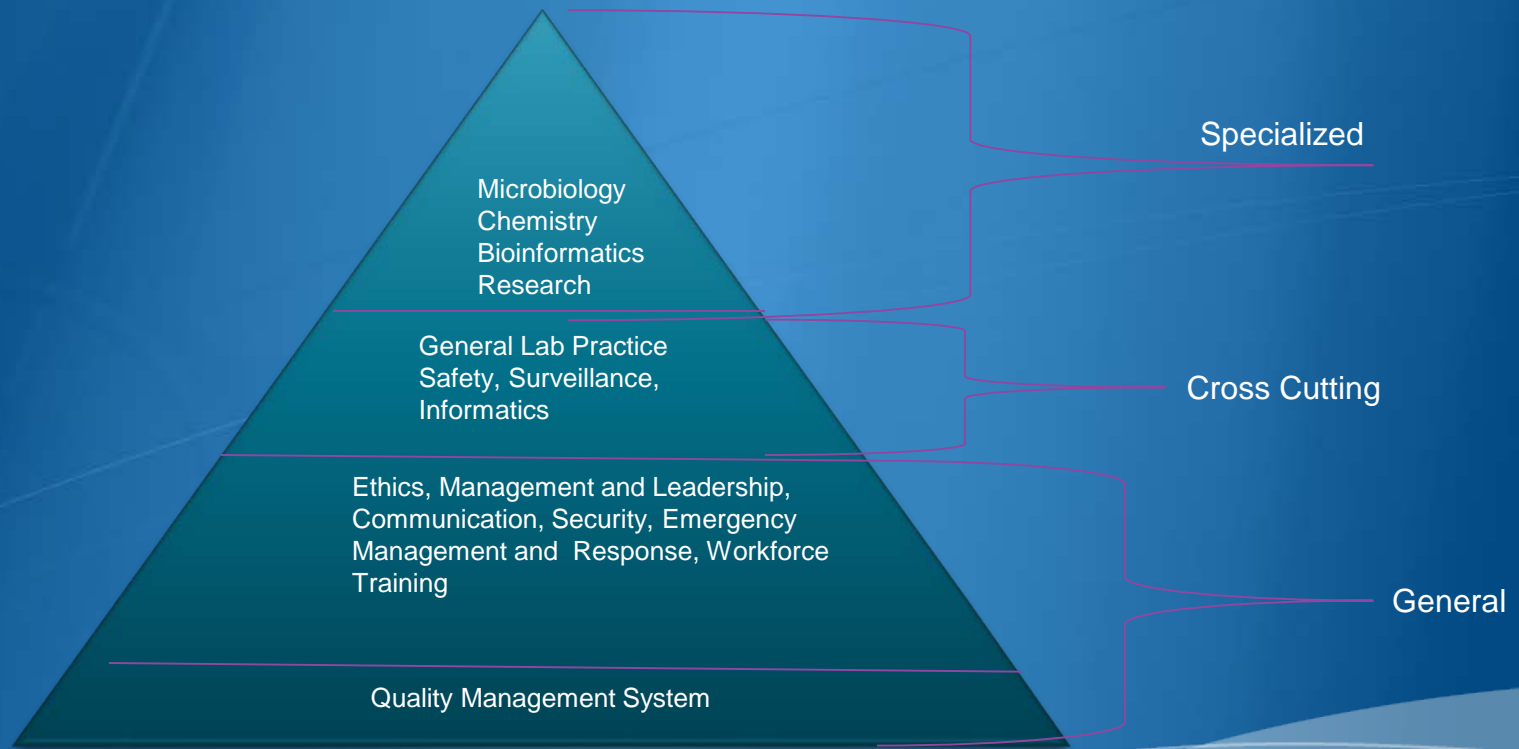 Specialized
Microbiology
Chemistry
Bioinformatics
Research
General Lab Practice
Safety, Surveillance,
Informatics
Cross Cutting
Ethics, Management and Leadership,
Communication, Security, Emergency
Management and  Response, Workforce
Training
General
Quality Management System